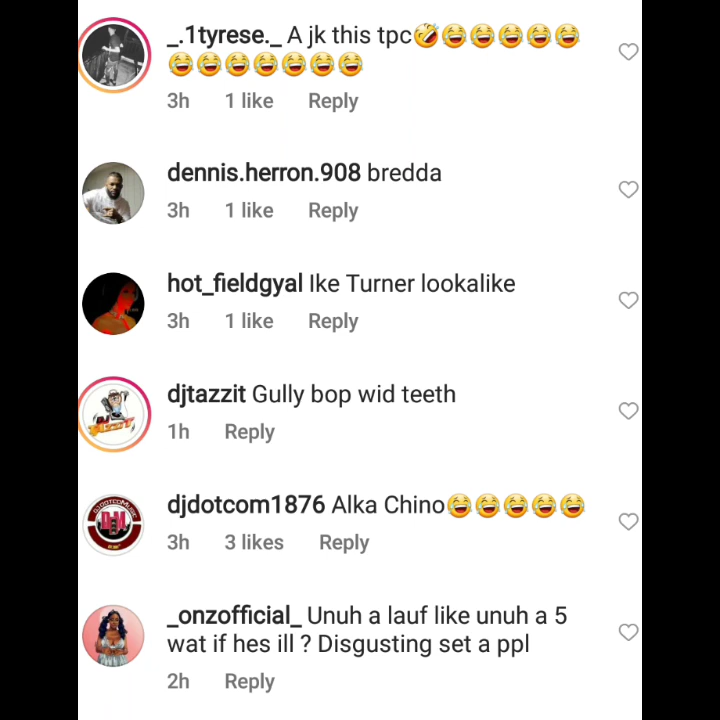 _.1tyrese._ A jk this tpc🤣😂😂😂😂😂
😂😂😂😂😂😂😂
3h 1 like Reply
dennis.herron.908 bredda
3h 1 like Reply
hot_fieldgyal Ike Turner lookalike
3h 1 like Reply
djtazzit Gully bop wid teeth
1h Reply
djdotcom1876 Alka Chino😂😂😂😂😂
3h 3 likes Reply
_onzofficial_ Unuh a lauf like unuh a 5
wat if hes ill ? Disgusting set a ppl
2h Reply